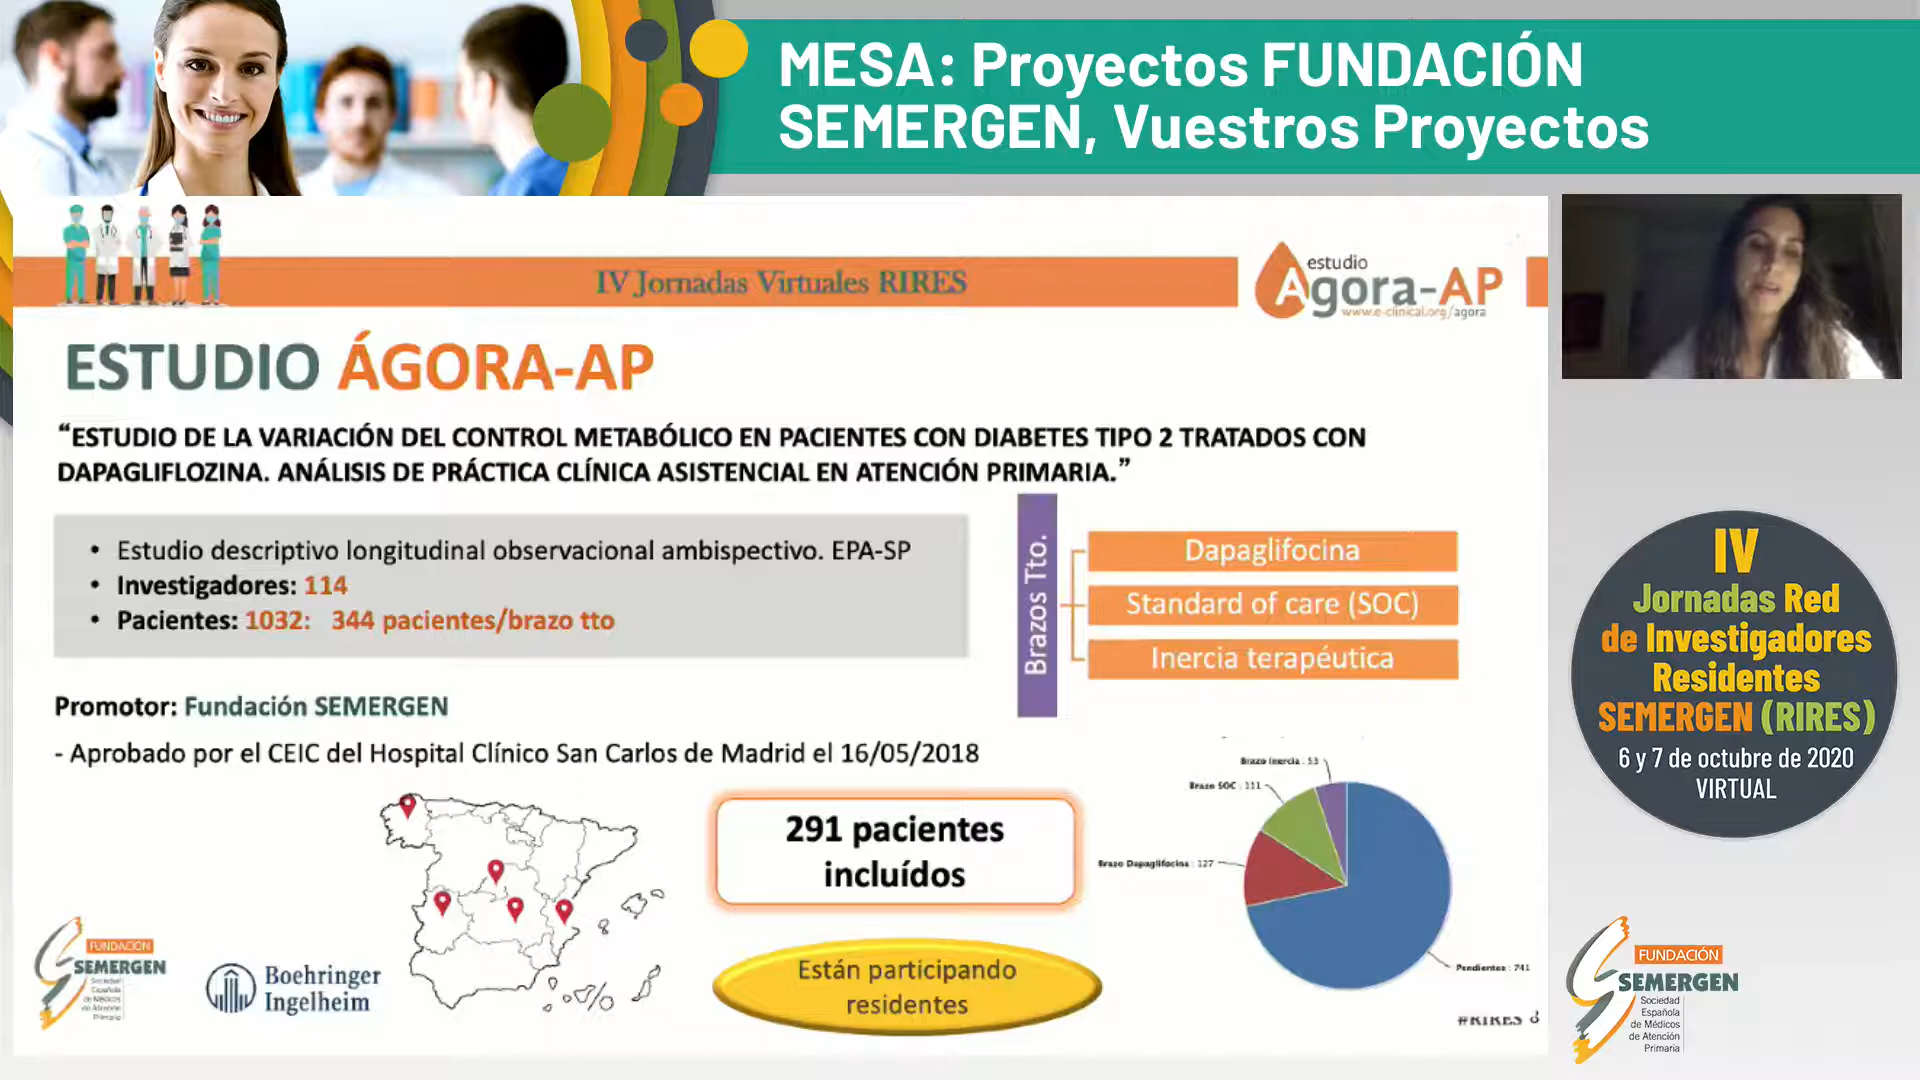 MESA: Proyectos FUNDACIÓN
SEMERGEN, Vuestros Proyectos
IV Jornadas Virtuales RIRES
estudio
Agora-AP
www.e-clinical.org/agora
ESTUDIO ÁGORA-AP
“ESTUDIO DE LA VARIACIÓN DEL CONTROL METABÓLICO EN PACIENTES CON DIABETES TIPO 2 TRATADOS CON
DAPAGLIFLOZINA. ANÁLISIS DE PRÁCTICA CLÍNICA ASISTENCIAL EN ATENCIÓN PRIMARIA.”
• Estudio descriptivo longitudinal observacional ambispectivo. EPA-SP
• Investigadores: 114
• Pacientes: 1032: 344 pacientes/brazo tto
Brazos Tto.
Dapaglifocina
Standard of care (SOC)
Inercia terapéutica
Promotor: Fundación SEMERGEN
- Aprobado por el CEIC del Hospital Clínico San Carlos de Madrid el 16/05/2018
291 pacientes
incluídos
Están participando
residentes
Brazo Inercia : 53
Brazo SOC : 111
Brazo Dapaglifocina : 127
Pendientes : 741
FUNDACIÓN
SEMERGEN
Sociedad
Española
de Médicos
de Atención
Primaria
Boehringer
Ingelheim
#RIRES
IV
Jornadas Red
de Investigadores
Residentes
SEMERGEN (RIRES)
6 y 7 de octubre de 2020
VIRTUAL
FUNDACIÓN
SEMERGEN
Sociedad
Española
de Médicos
de Atención
Primaria